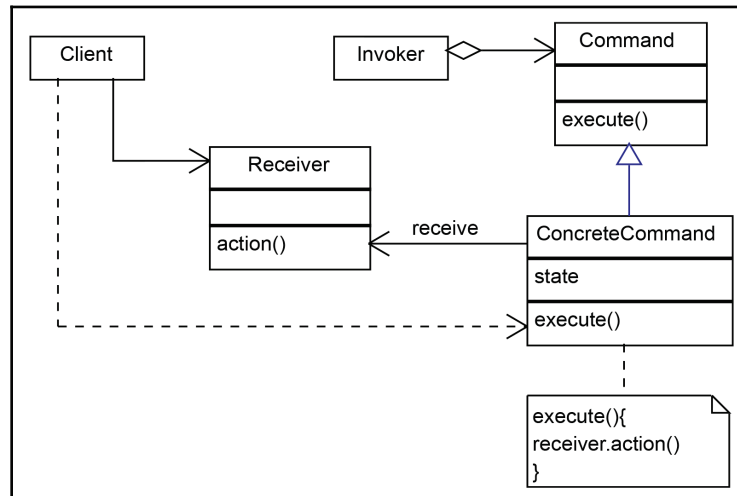 Client
Invoker
Command
execute()
Receiver
action()
receive
ConcreteCommand
state
execute()
execute(){
receiver.action()
}